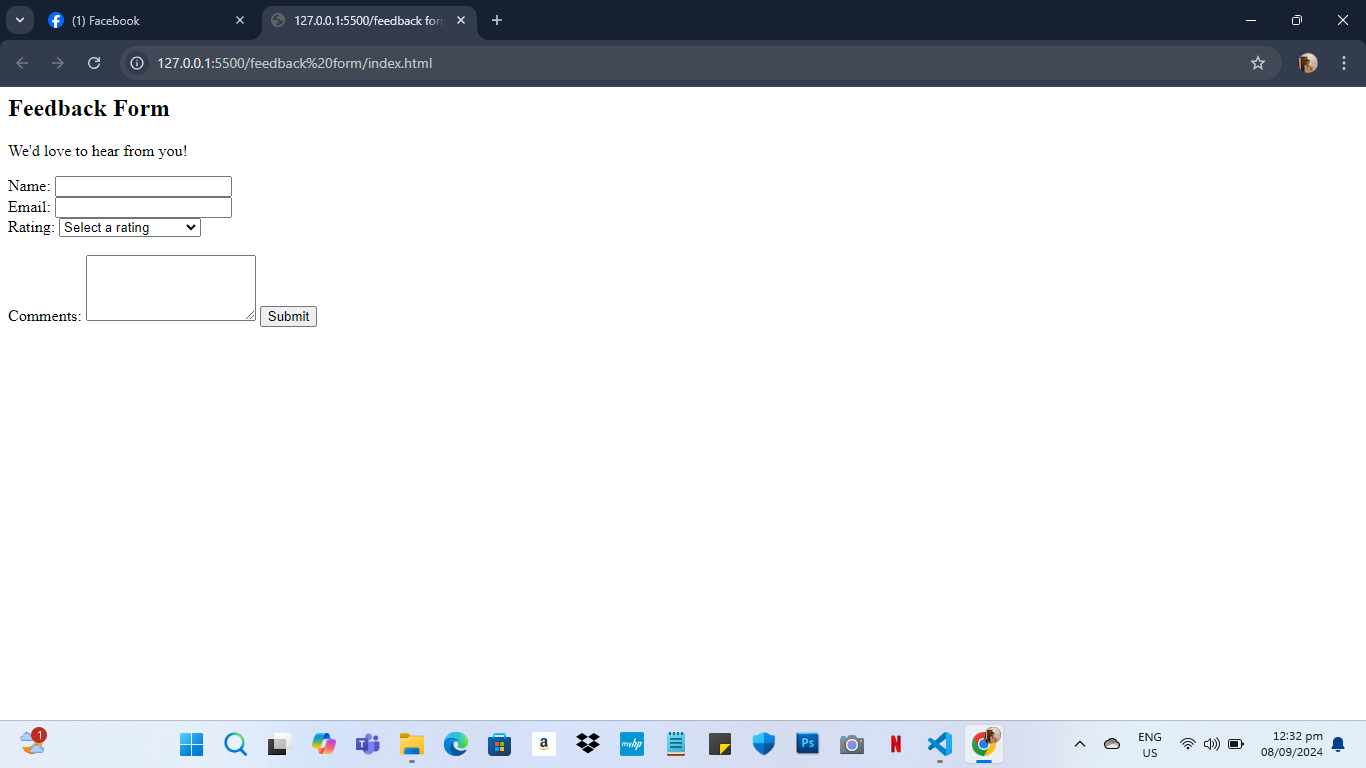 (1) Facebook
127.0.0.1:5500/feedback for
127.0.0.1:5500/feedback%20form/index.html
Feedback Form
We'd love to hear from you!
Name:
Email:
Rating: Select a rating
Comments:
Submit
1
a
myhp
Ps
N
ENG
US
12:32 pm
08/09/2024